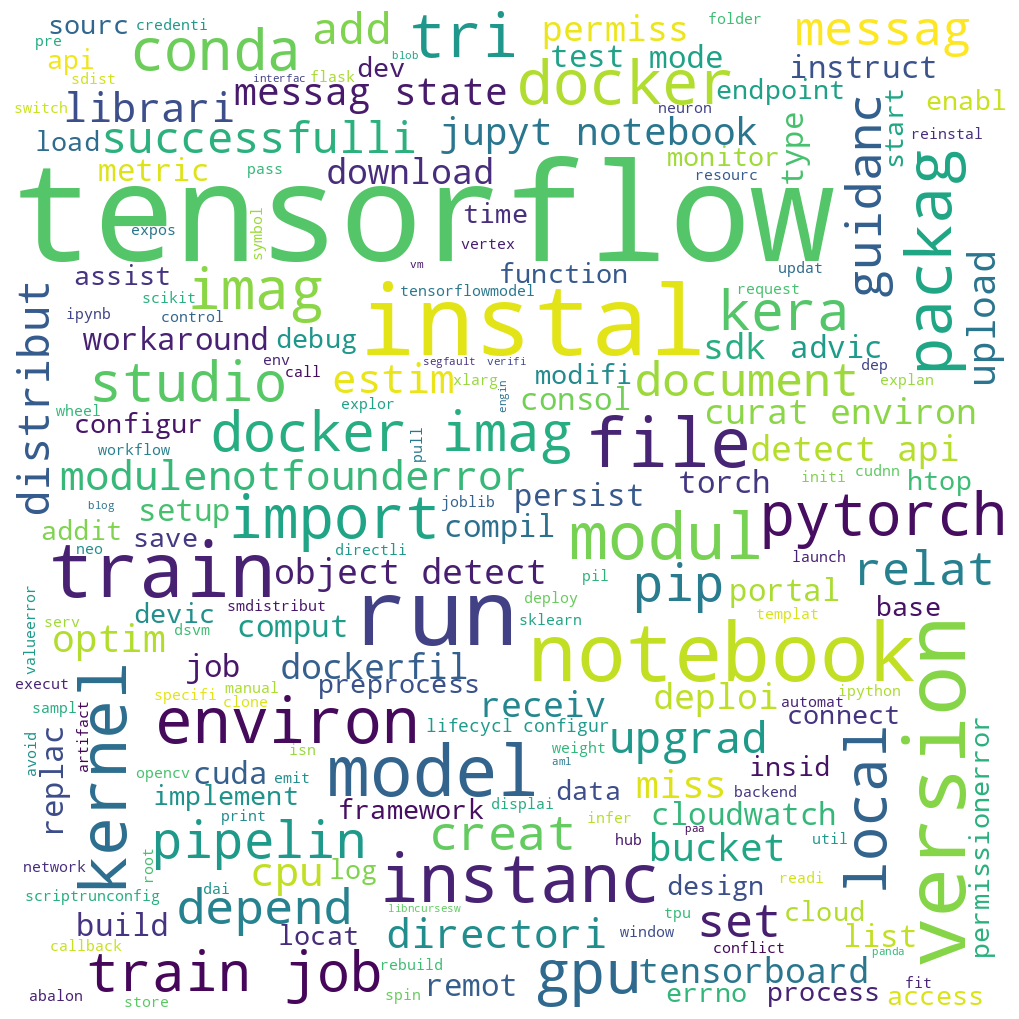 sourc
credenti
conda
add
tri
permiss
folder
messag
pre
blob
api
sdist
interfac
flask
dev
test
mode
instruct
switch
librari
messag state
docker
endpoint
enabl
neuron
load
successfulli
jupyt notebook
type
guidanc
start
reinstal
metric
pass
download
monitor
resourc
packag
tensorflow
expos
symbol
time
vertex
vm
function
updat
upload
assist
scikit
imag
tensorflowmodel
request
ipynb
control
instal
kera
distribut
workaround
debug
env
call
segfault
verifi
sdk
advic
dep
studio
estim
xlarg
engin
modifi
consol
document
explan
wheel
configur
explor
curat environ
workflow
docker imag
pull
file
detect api
modulenotfounderror
joblib
persist
torch
initi
cudnn
htop
blog
addit
setup
import
compil
modul
pytorch
neo
save
directli
launch
train
object detect
pil
pip
relat
valueerror
devic
smdistribut
run
deploy
portal
templat
base
serv
optim
dsvm
comput
sklearn
notebook
version
execut
job
dockerfil
preprocess
kernel
specifi
manual
clone
receiv
deploi
automat
ipython
sampl
artifact
environ
lifecycl configur
connect
avoid
replac
isn
weight
upgrad
local
permissionerror
opencv
cuda
emit
model
aml
data
miss
insid
implement
backend
print
framework
displai
infer
cloudwatch
pipelin
creat
hub
paa
bucket
util
network
root
cpu
log
instanc
design
readi
scriptrunconfig
dai
depend
libncursesw
tpu
set
cloud
build
locat
directori
window
conflict
list
callback
panda
train job
rebuild
gpu
tensorboard
abalon
store
spin
remot
errno
process
fit
access